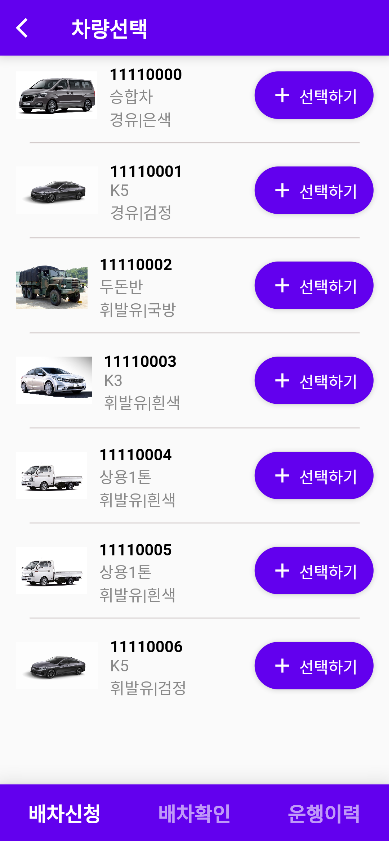 차량선택
11110000
승합차
경유|은색
선택하기
11110001
K5
경유|검정
선택하기
11110002
두돈반
휘발유|국방
선택하기
11110003
K3
휘발유|흰색
선택하기
11110004
상용1톤
휘발유|흰색
선택하기
11110005
상용1톤
휘발유|흰색
선택하기
11110006
K5
휘발유|검정
선택하기
배차신청 배차확인 운행이력